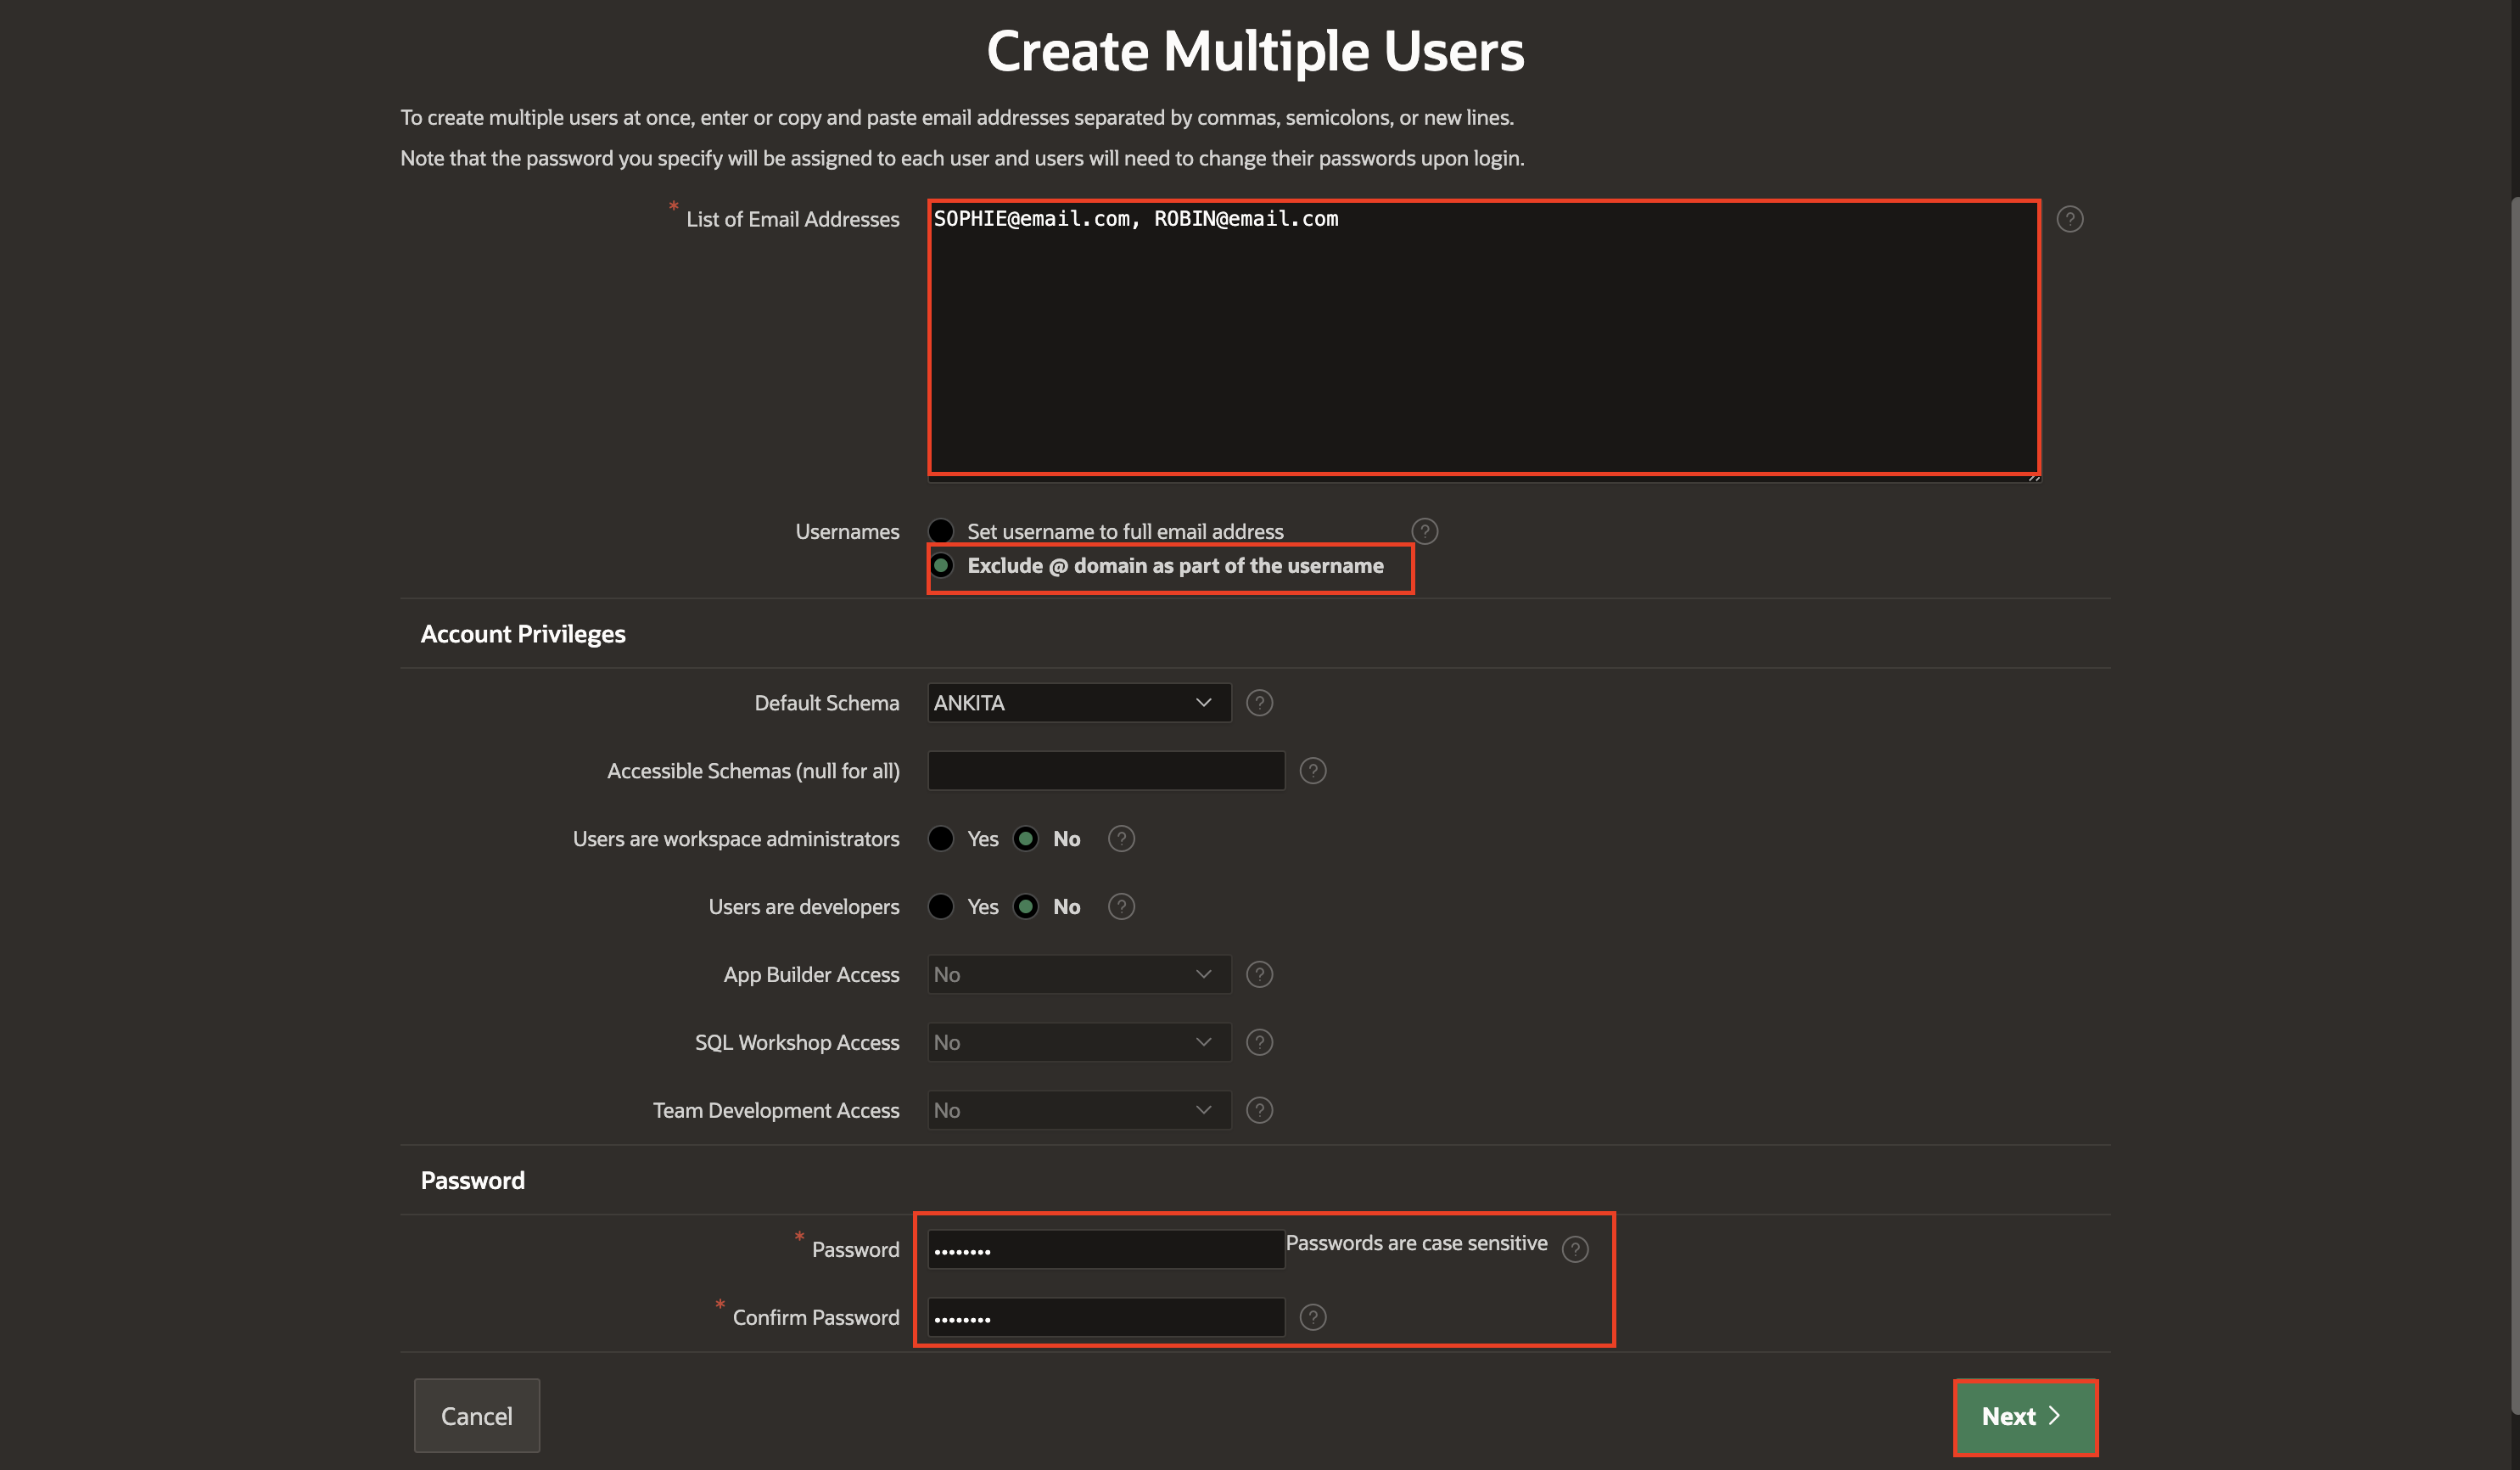 Create Multiple Users
To create multiple users at once, enter or copy and paste email addresses separated by commas, semicolons, or new lines.
Note that the password you specify will be assigned to each user and users will need to change their passwords upon login.
* List of Email Addresses SOPHIE@email.com, ROBIN@email.com ?
Usernames Set username to full email address ?
Exclude @ domain as part of the username
Account Privileges
Default Schema ANKITA ?
Accessible Schemas (null for all) ?
Users are workspace administrators Yes No ?
Users are developers Yes No ?
App Builder Access No ?
SQL Workshop Access No ?
Team Development Access No ?
Password
* Password •••••••• Passwords are case sensitive ?
* Confirm Password •••••••• ?
Cancel Next >